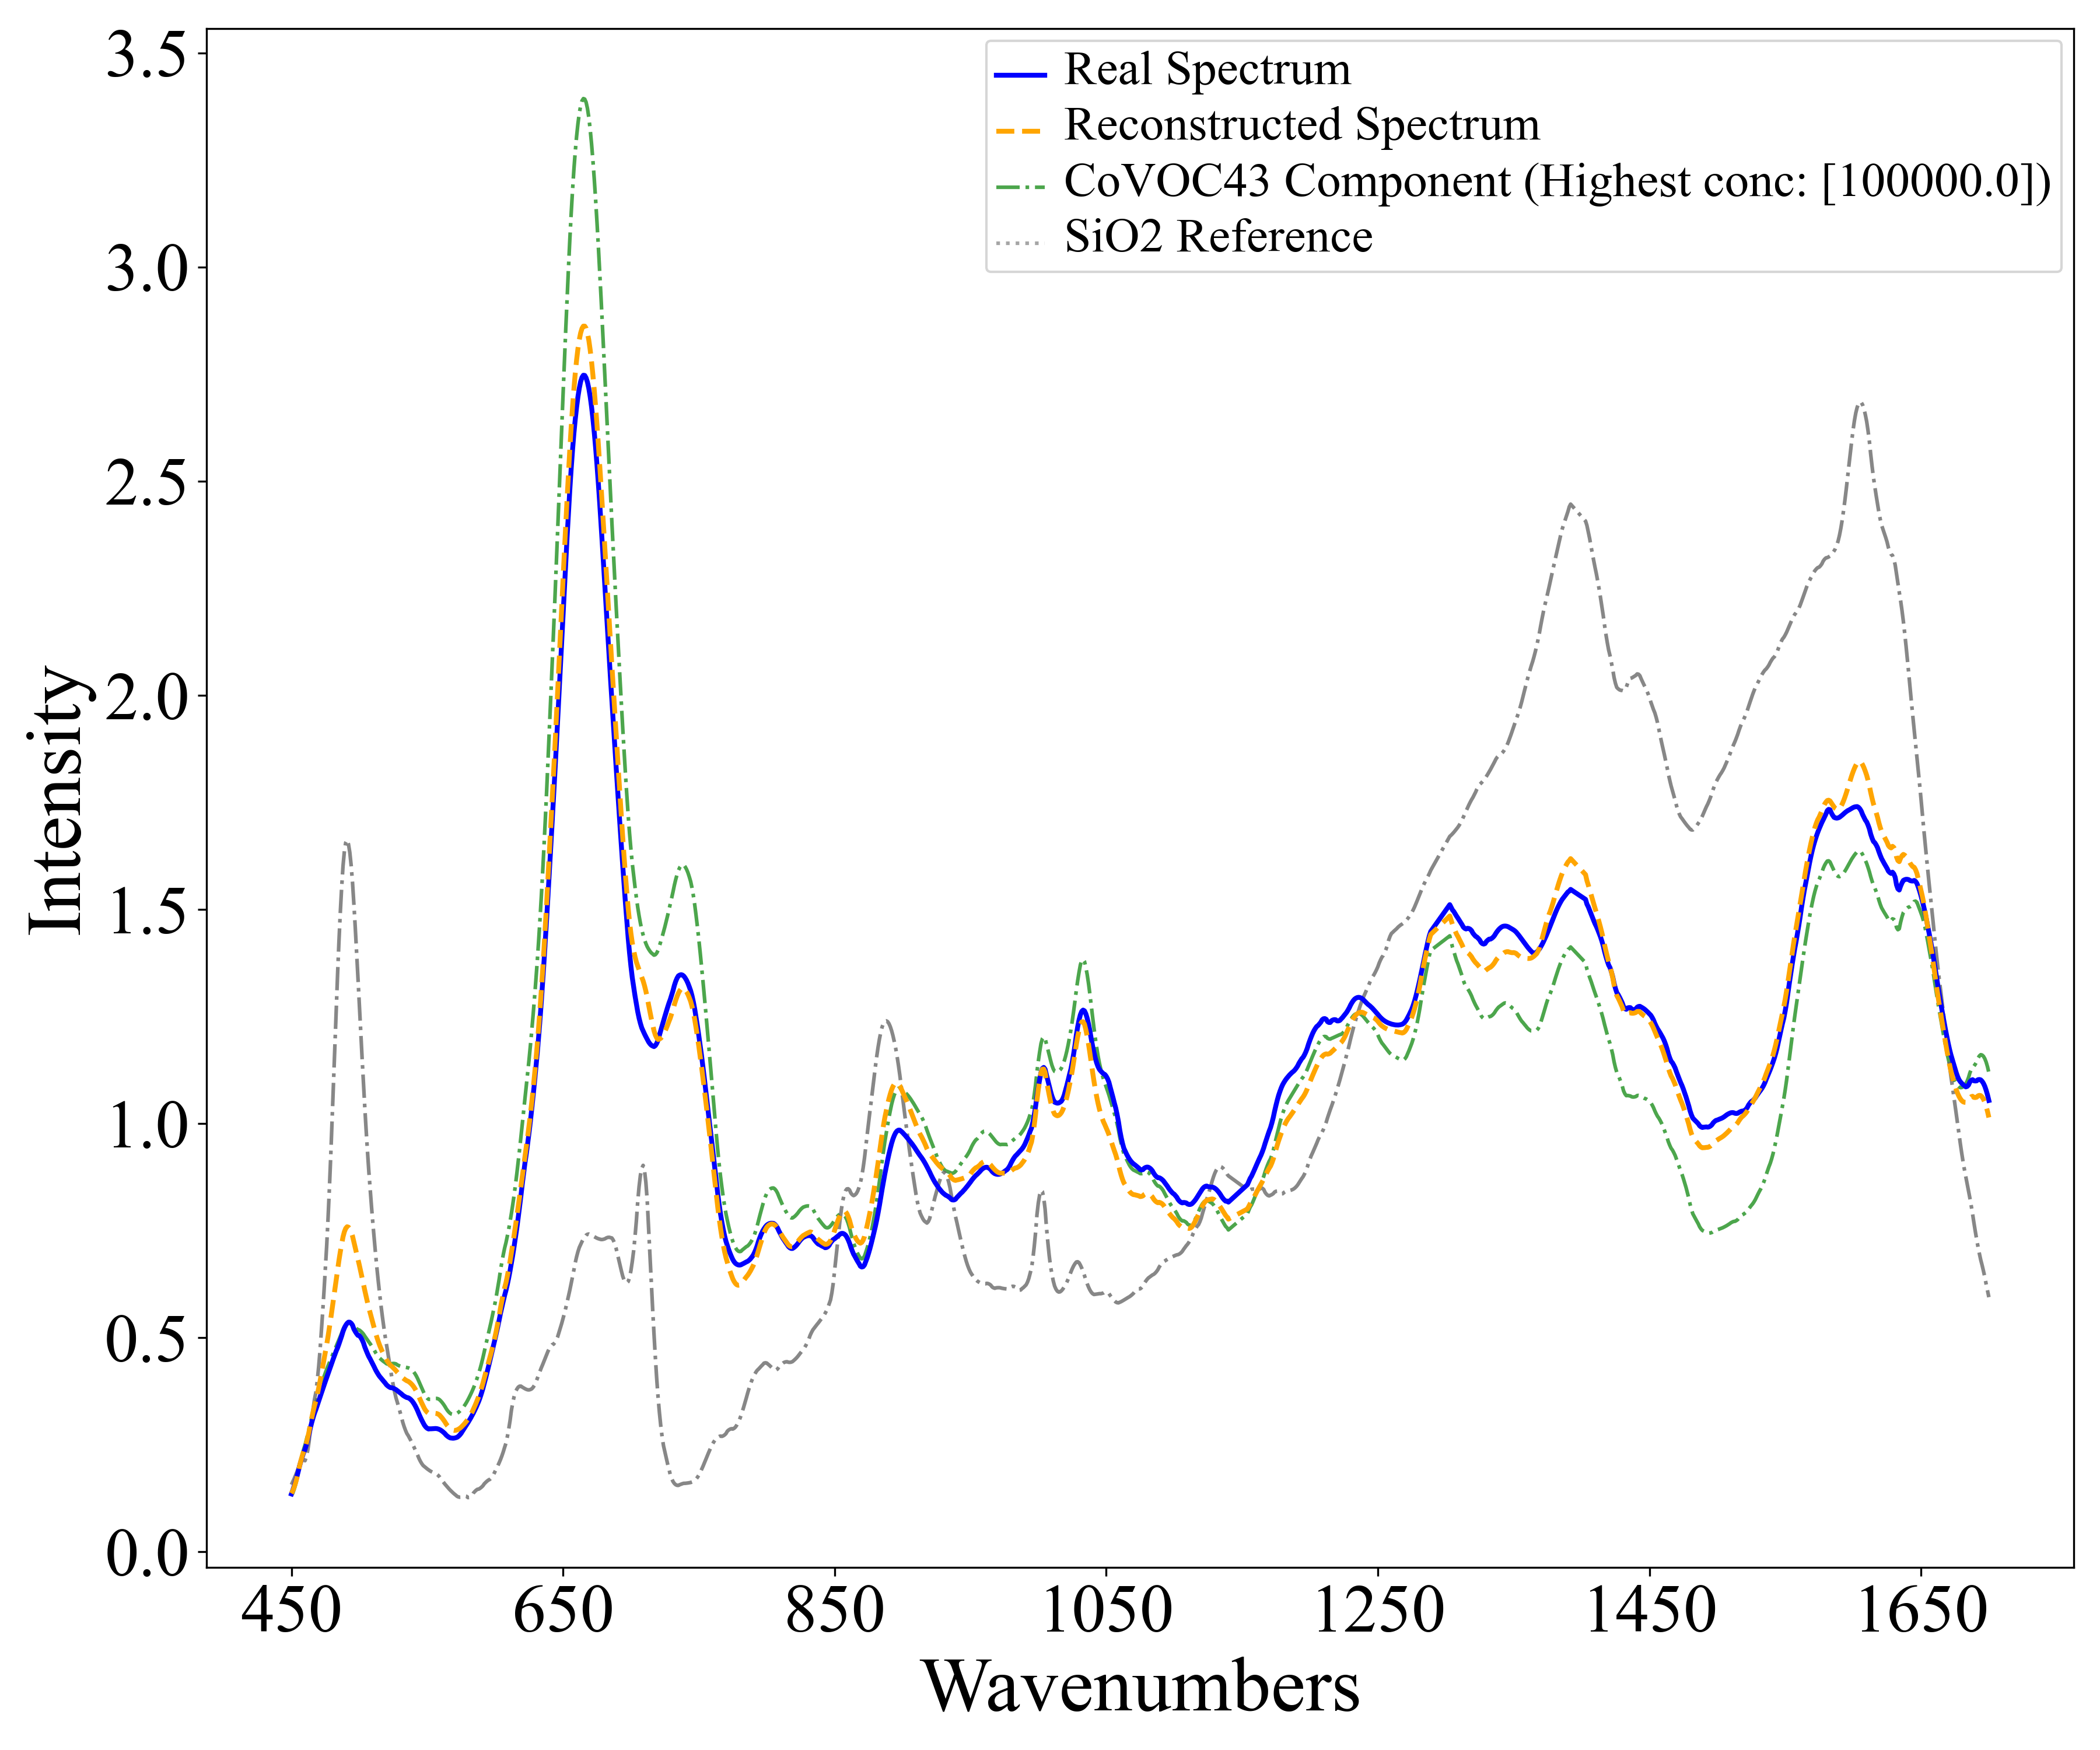 Real Spectrum
Reconstructed Spectrum
CoVOC43 Component (Highest conc: [100000.0])
SiO2 Reference
3.5
3.0
2.5
2.0
1.5
1.0
0.5
0.0
Intensity
450 650 850 1050 1250 1450 1650
Wavenumbers